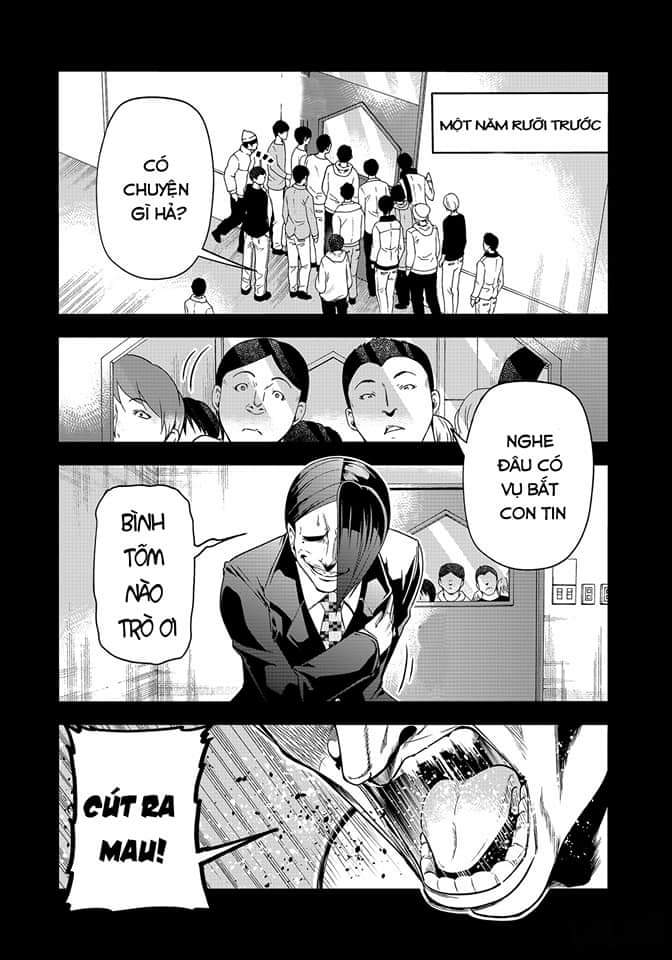 MỘT NĂM RƯỠI TRƯỚC
CÓ
CHUYỆN
GÌ HẢ?
NGHE
ĐÂU CÓ
VỤ BẮT
CON TIN
BÌNH
TĨM
NÀO
TRÒ ƠI
CÚT RA
MAU!